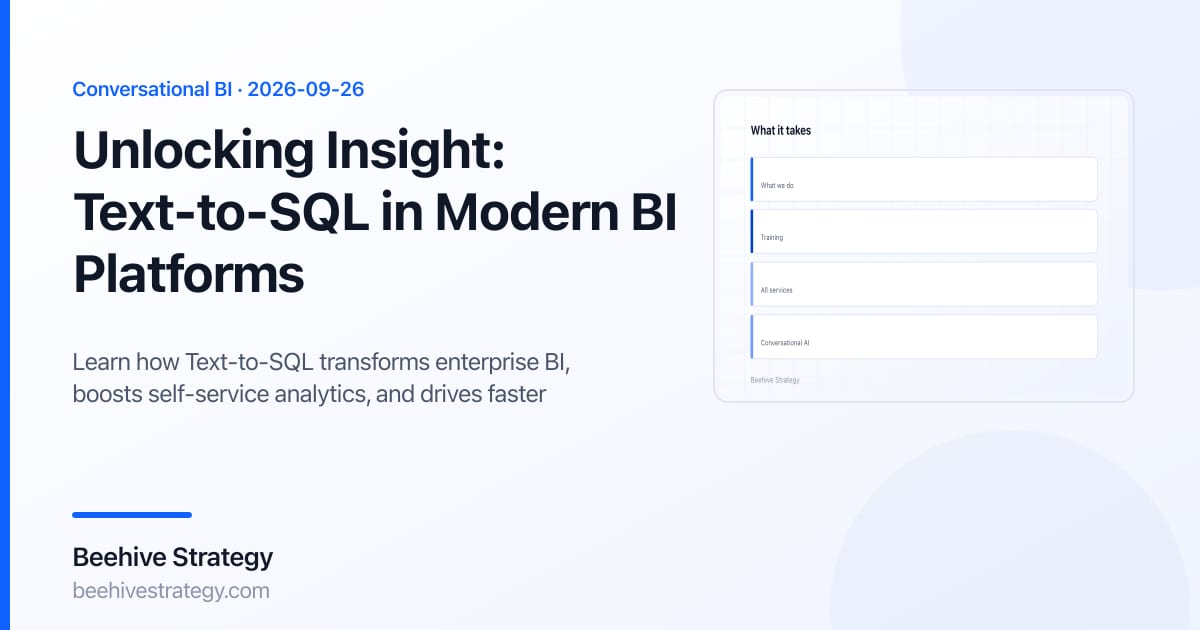 Conversational BI · 2026-09-26
Unlocking Insight:
Text-to-SQL in Modern BI
Platforms
Learn how Text-to-SQL transforms enterprise BI,
boosts self-service analytics, and drives faster
Beehive Strategy
beehivestrategy.com
What it takes
What we do
Training
All services
Conversational AI
Beehive Strategy